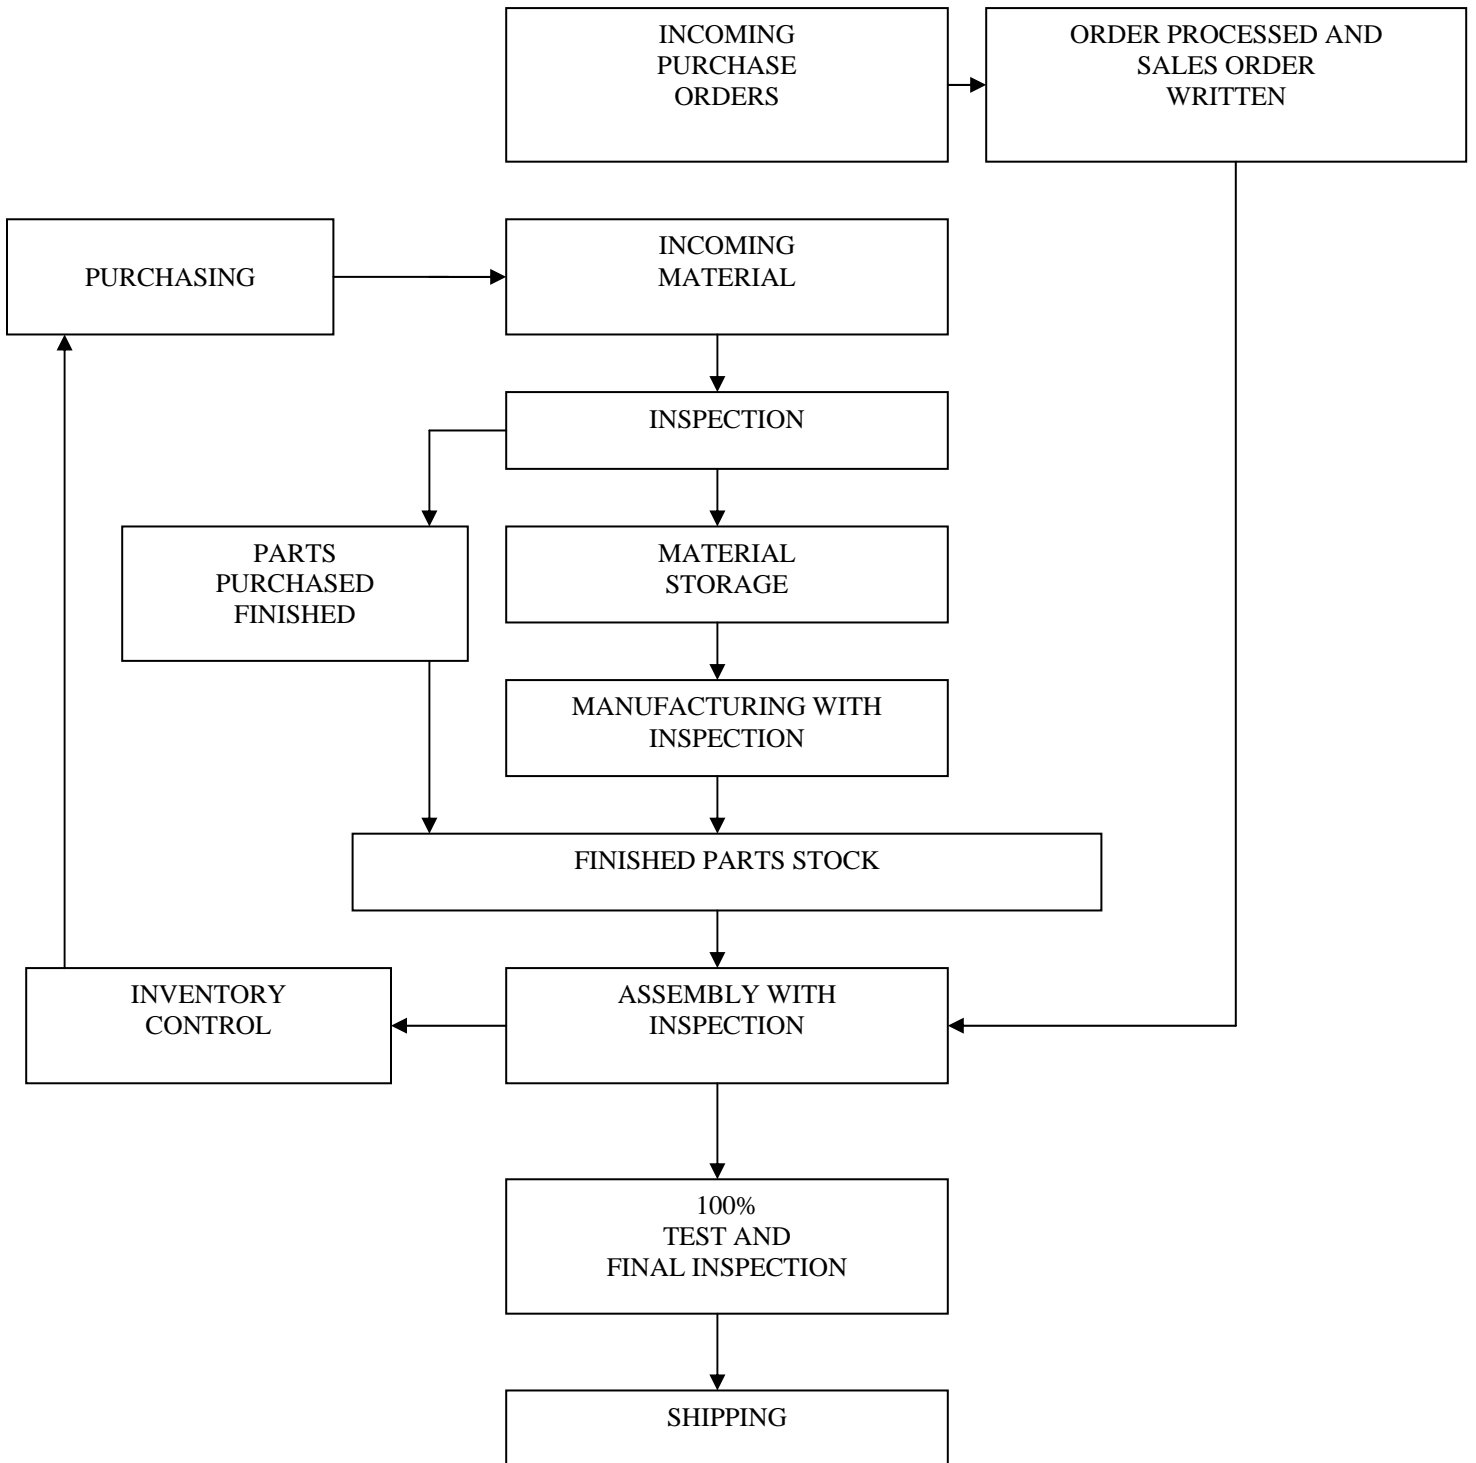 INCOMING
PURCHASE
ORDERS
ORDER PROCESSED AND
SALES ORDER
WRITTEN
PURCHASING
INCOMING
MATERIAL
INSPECTION
PARTS
PURCHASED
FINISHED
MATERIAL
STORAGE
MANUFACTURING WITH
INSPECTION
FINISHED PARTS STOCK
INVENTORY
CONTROL
ASSEMBLY WITH
INSPECTION
100%
TEST AND
FINAL INSPECTION
SHIPPING